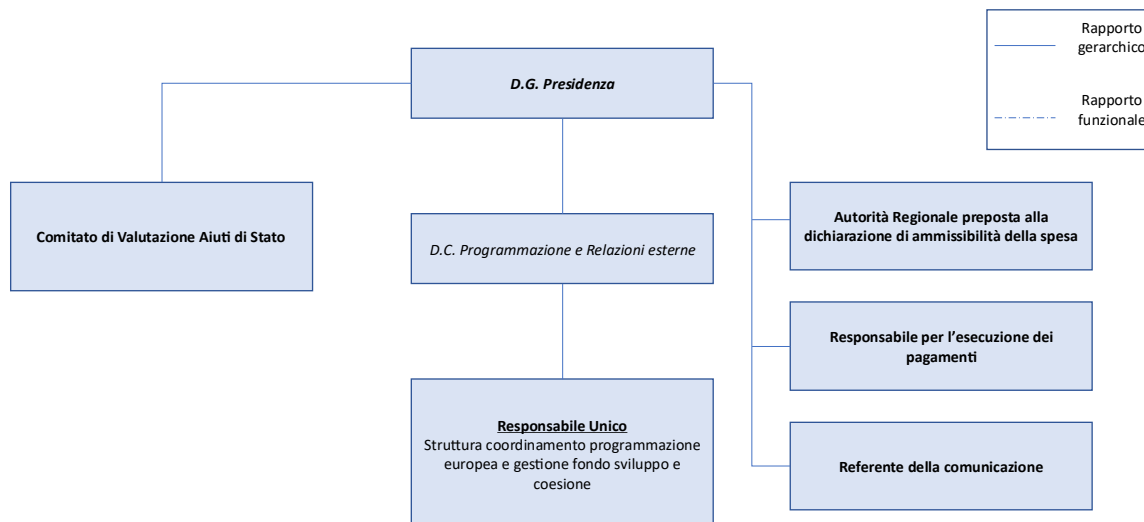 Rapporto
gerarchico
Rapporto
funzionale
D.G. Presidenza
Comitato di Valutazione Aiuti di Stato
D.C. Programmazione e Relazioni esterne
Responsabile Unico
Struttura coordinamento programmazione
europea e gestione fondo sviluppo e
coesione
Autorità Regionale preposta alla
dichiarazione di ammissibilità della spesa
Responsabile per l’esecuzione dei
pagamenti
Referente della comunicazione